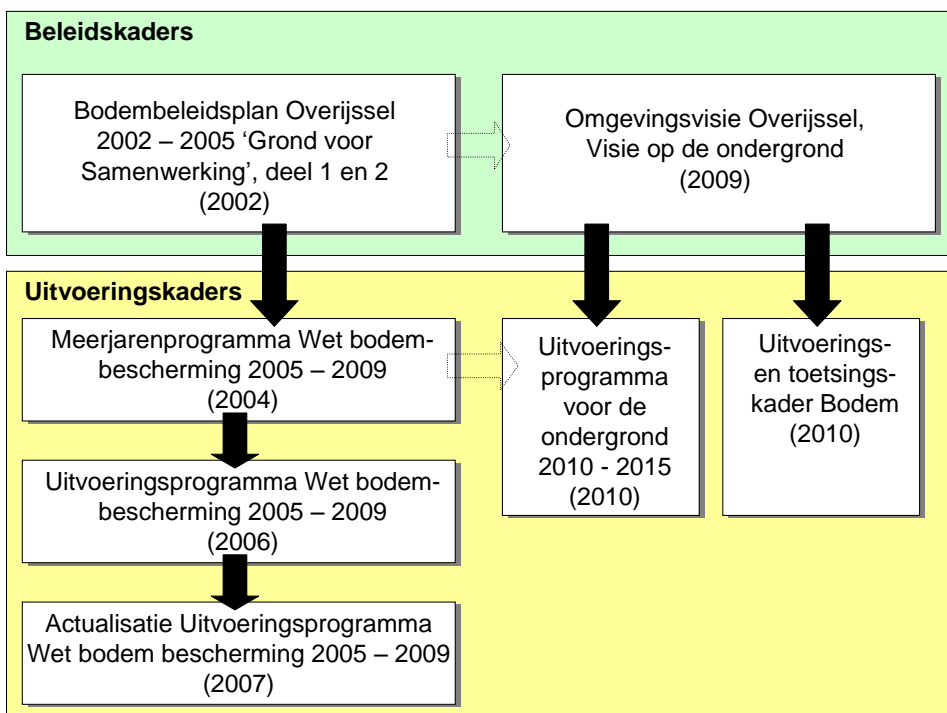 Beleidskaders
Bodembeleidsplan Overijssel
2002 – 2005 ‘Grond voor
Samenwerking’, deel 1 en 2
(2002)
Omgevingsvisie Overijssel,
Visie op de ondergrond
(2009)
Uitvoeringskaders
Meerjarenprogramma Wet bodem-
bescherming 2005 – 2009
(2004)
Uitvoeringsprogramma Wet bodem-
bescherming 2005 – 2009
(2006)
Actualisatie Uitvoeringsprogramma
Wet bodem bescherming 2005 – 2009
(2007)
Uitvoerings-
programma
voor de
ondergrond
2010 - 2015
(2010)
Uitvoerings-
en toetsings-
kader Bodem
(2010)